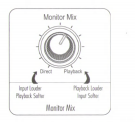 Monitor Mix
Direct Playback
Input Louder Playback Louder
Playback Softer Input Softer
Monitor Mix